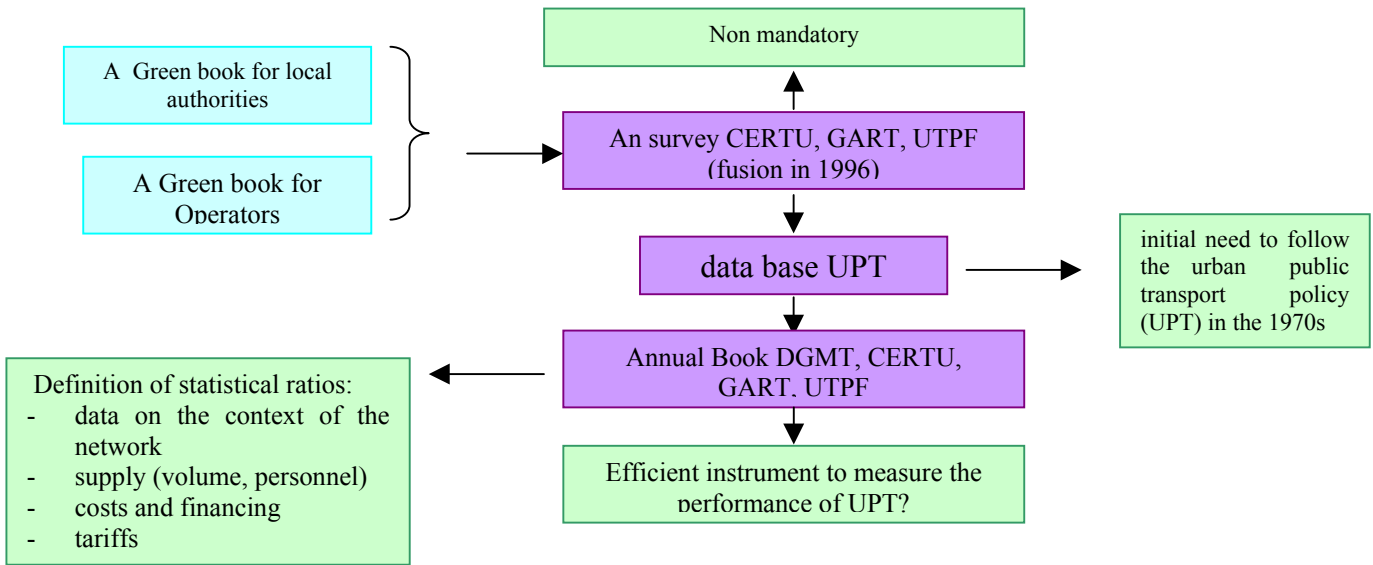 Non mandatory
A Green book for local
authorities
An survey CERTU, GART, UTPF
(fusion in 1996)
A Green book for
Operators
data base UPT
initial need to follow
the urban public
transport policy
(UPT) in the 1970s
Annual Book DGMT, CERTU,
GART, UTPF
Definition of statistical ratios:
- data on the context of the
network
- supply (volume, personnel)
- costs and financing
- tariffs
Efficient instrument to measure the
performance of UPT?